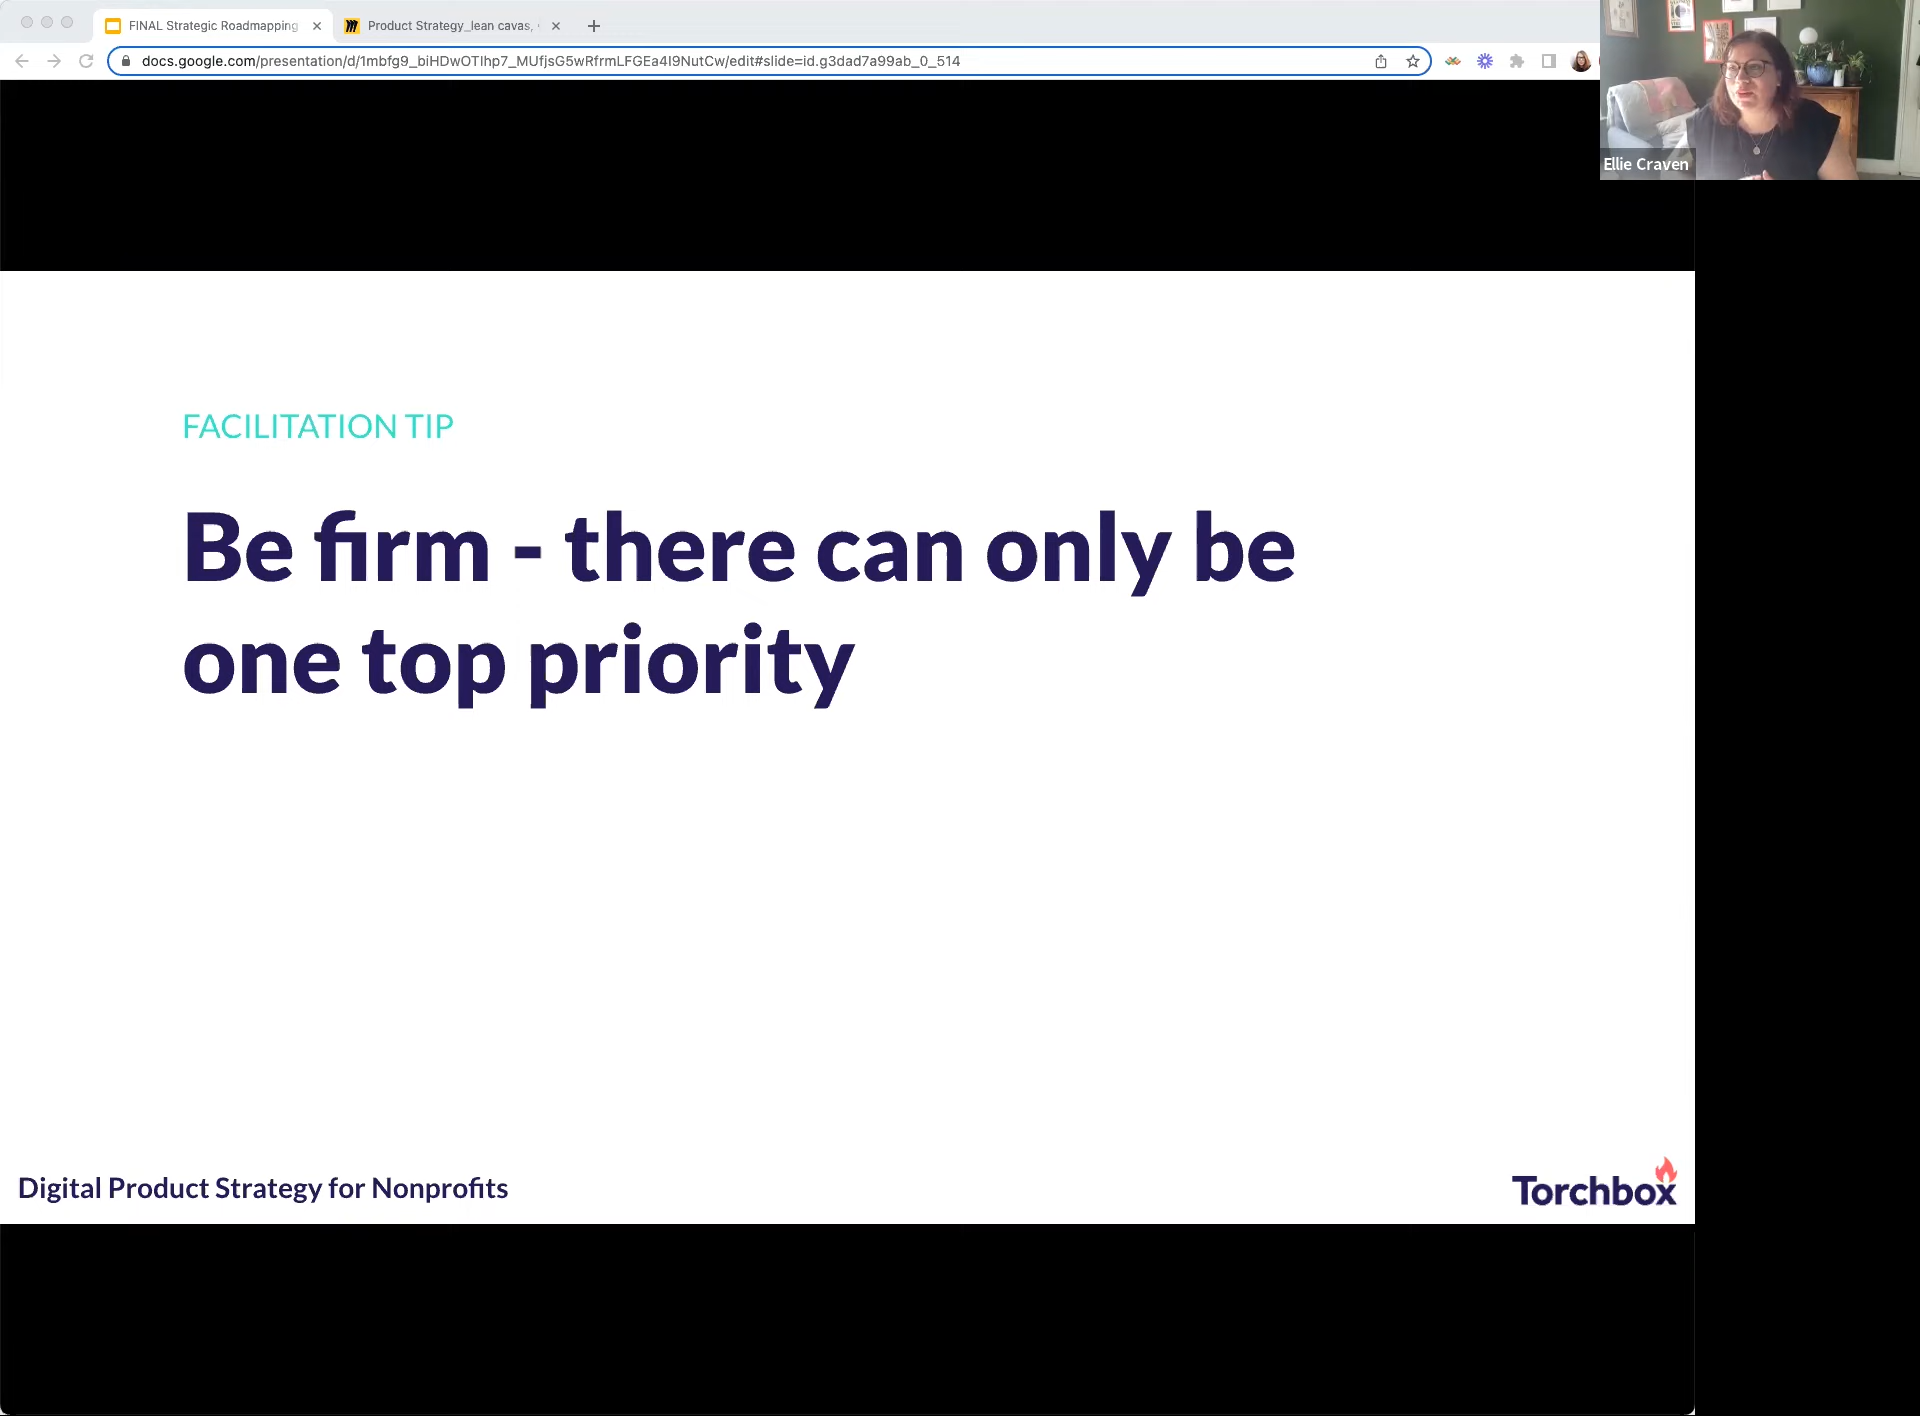 FINAL Strategic Roadmapping
Product Strategy_lean cavas,
docs.google.com/presentation/d/1mbfg9_biHDwOTIhp7_MUfjsG5wRfrmLFGEa4I9NutCw/edit#slide=id.g3dad7a99ab_0_514
Ellie Craven
FACILITATION TIP
Be firm - there can only be
one top priority
Digital Product Strategy for Nonprofits
Torchbox